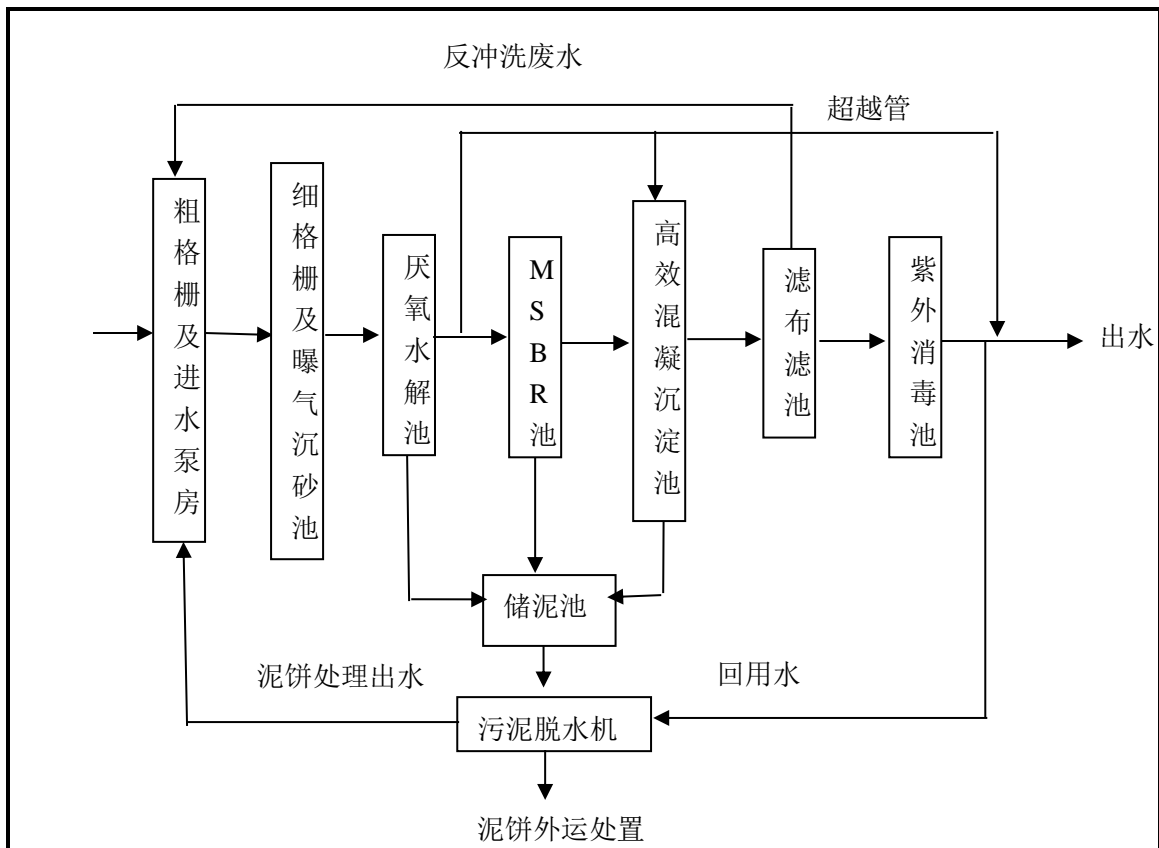 反冲洗废水
超越管
粗格栅及进水泵房
细格栅及曝气沉砂池
厌氧水解池
MSBR池
高效混凝沉淀池
滤布滤池
紫外消毒池
出水
储泥池
泥饼处理出水
回用水
污泥脱水机
泥饼外运处置